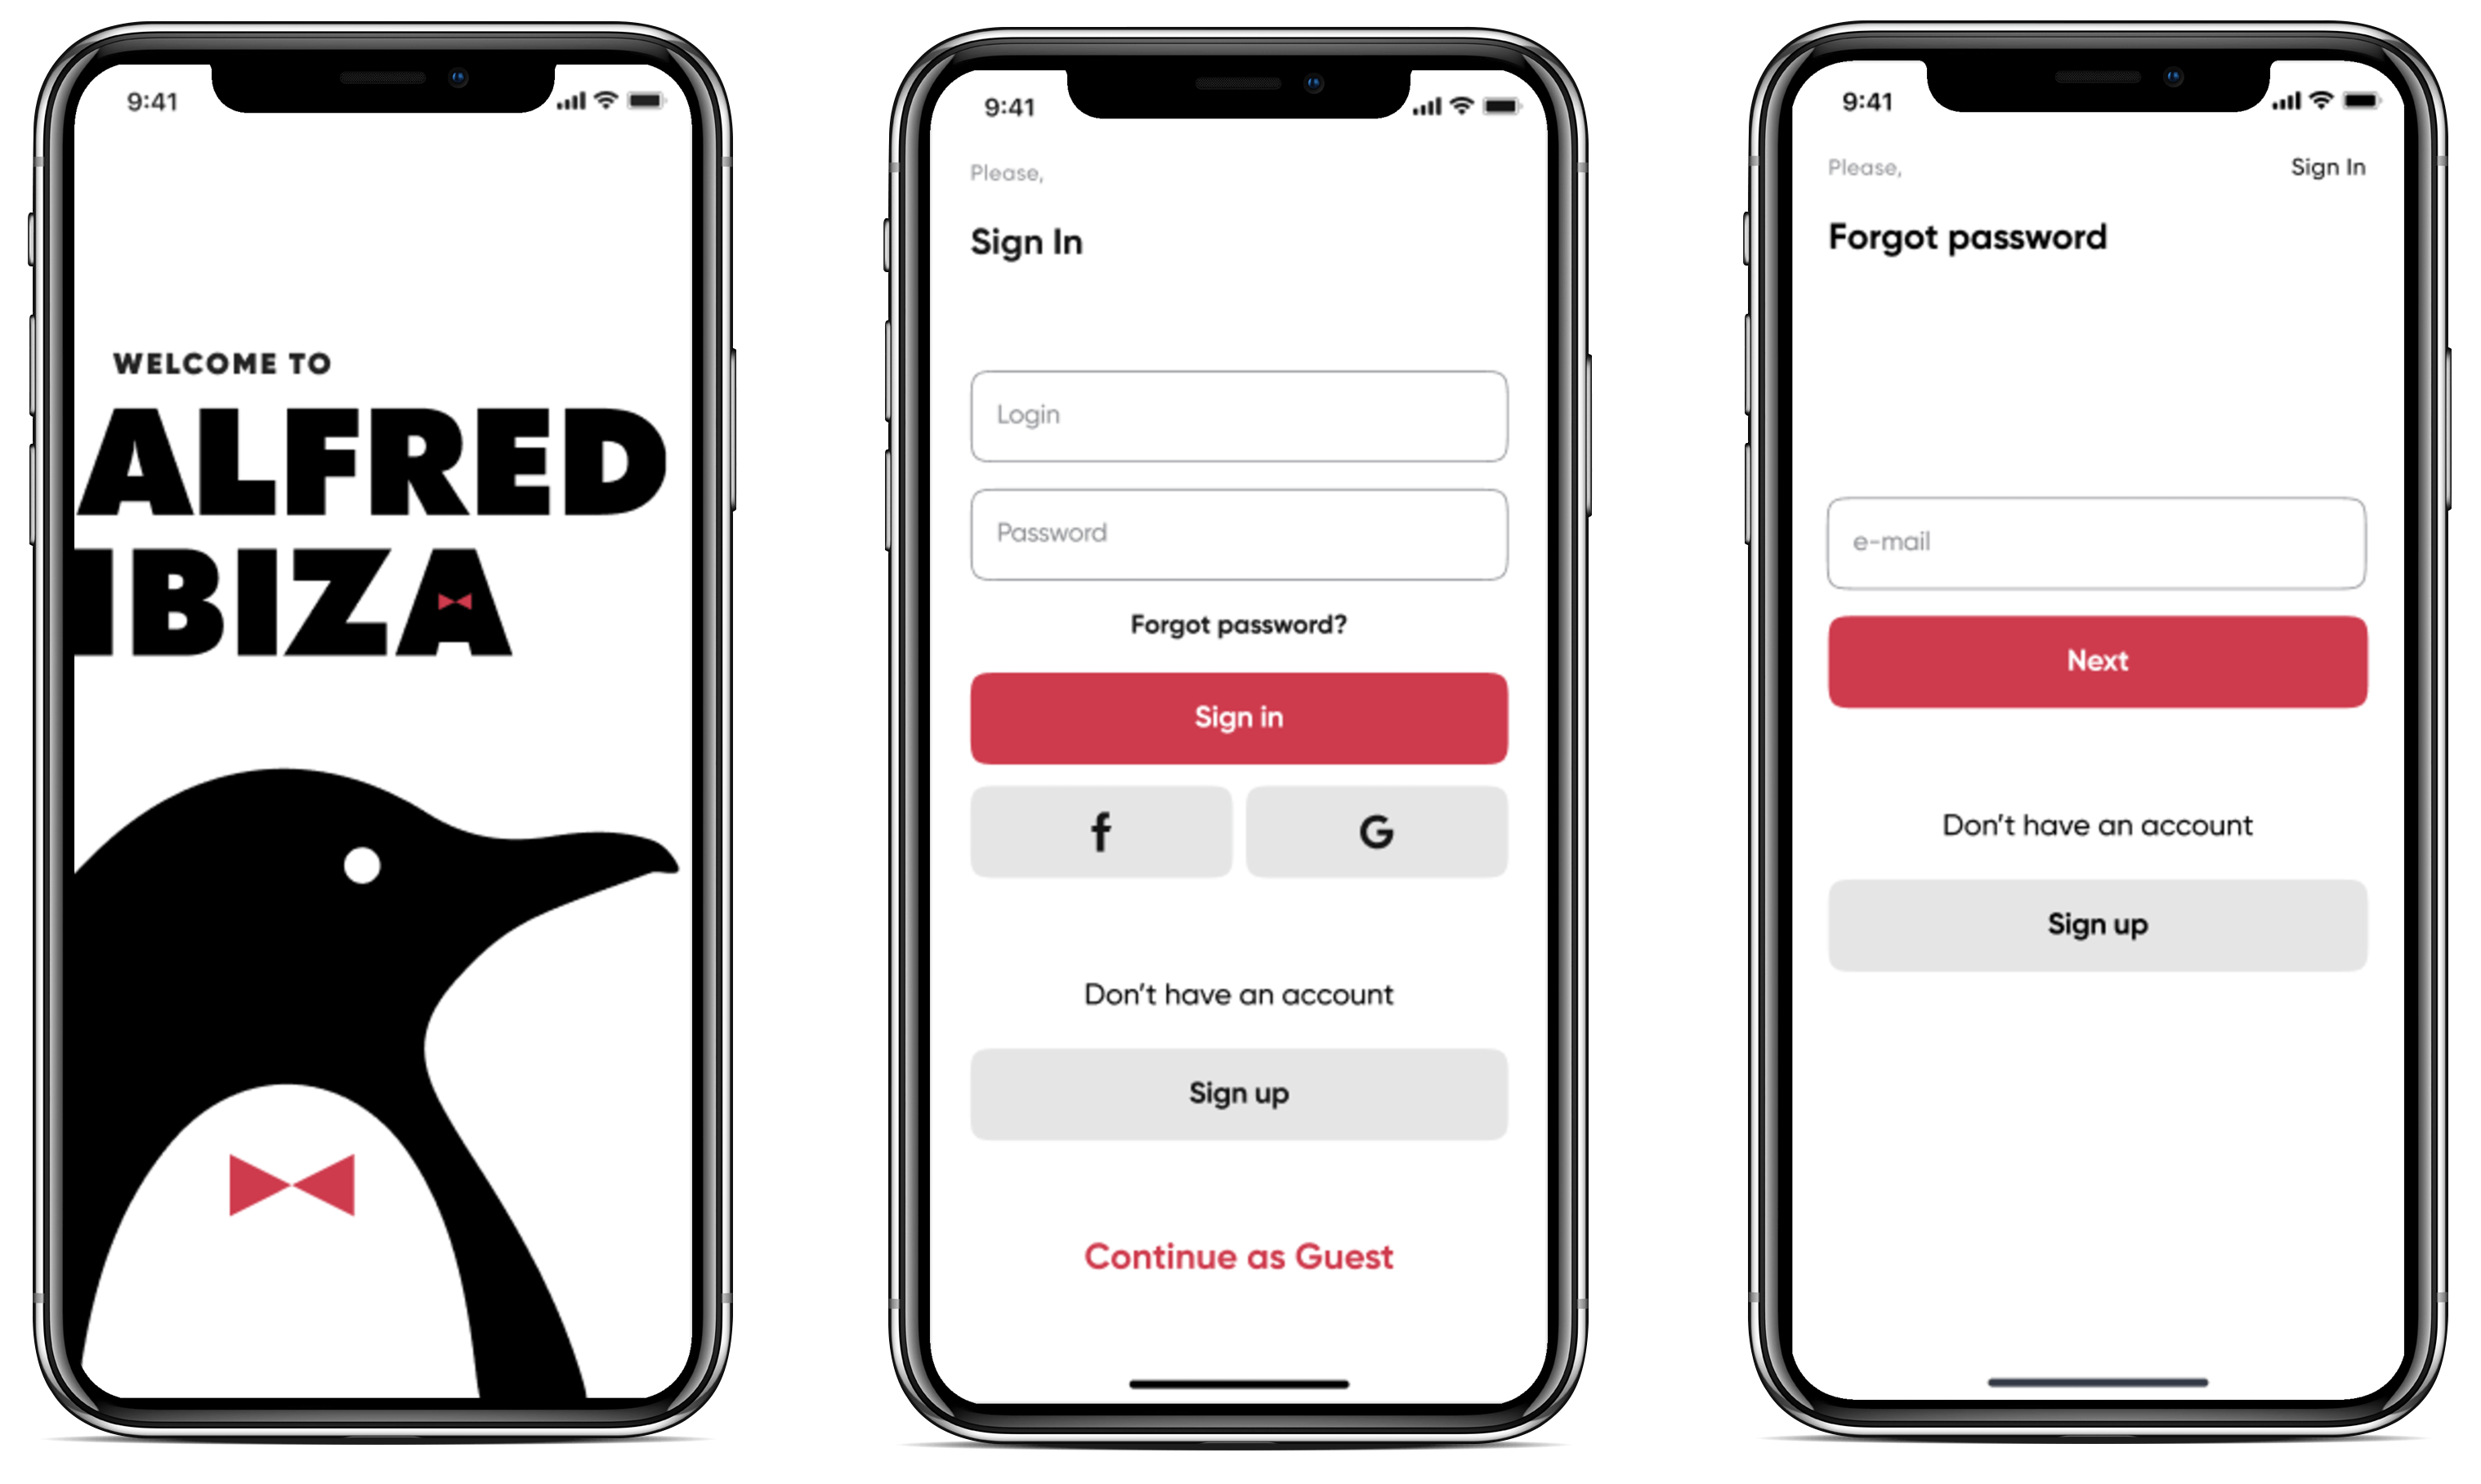 9:41
WELCOME TO
ALFRED
IBIZA
9:41
Please,
Sign In
Login
Password
Forgot password?
Sign in
f
G
Don't have an account
Sign up
Continue as Guest
9:41
Please,
Sign In
Forgot password
e-mail
Next
Don't have an account
Sign up